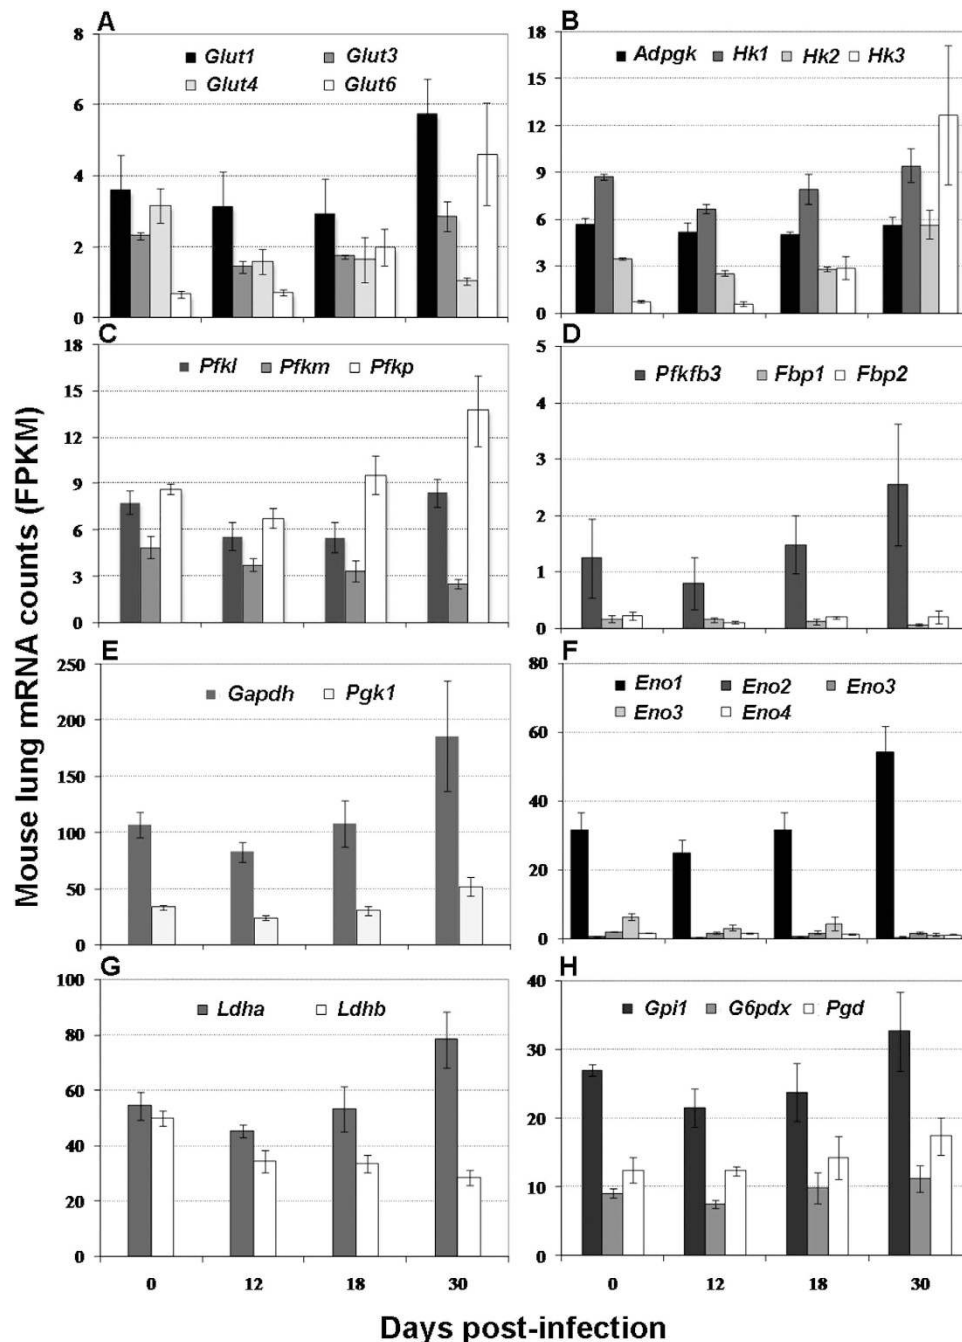 Mouse lung mRNA counts (FPKM)
A
Glut1 Glut3
Glut4 Glut6
8
6
4
2
0
B
Adpgk Hk1 Hk2 Hk3
18
15
12
9
6
3
0
C
Pfkl Pfkm Pfkp
18
15
12
9
6
3
0
D
Pfkfb3 Fbp1 Fbp2
5
4
3
2
1
0
E
Gapdh Pgk1
250
200
150
100
50
0
F
Eno1 Eno2 Eno3
Eno3 Eno4
80
60
40
20
0
G
Ldha Ldhb
100
80
60
40
20
0
0 12 18 30
H
Gpi1 G6pdx Pgd
40
30
20
10
0
0 12 18 30
Days post-infection